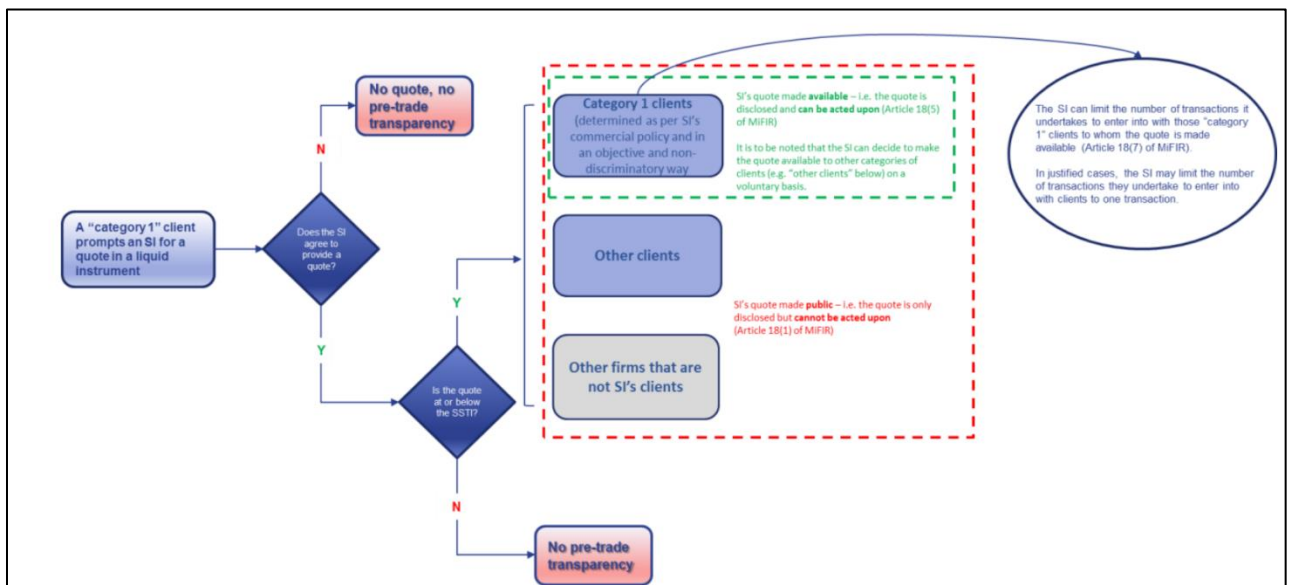 A “category 1” client
prompts an SI for a
quote in a liquid
instrument
Does the SI
agree to
provide a
quote?
N
No quote, no
pre-trade
transparency
Y
Is the quote
at or below
the SSTI?
Y
N
No pre-trade
transparency
Category 1 clients
(determined as per SI’s
commercial policy and in
an objective and non-
discriminatory way
SI’s quote made available – i.e. the quote is
disclosed and can be acted upon (Article 18(5)
of MiFIR)
It is to be noted that the SI can decide to make
the quote available to other categories of
clients (e.g. “other clients” below) on a
voluntary basis.
Other clients
Other firms that are
not SI’s clients
SI’s quote made public – i.e. the quote is only
disclosed but cannot be acted upon
(Article 18(1) of MiFIR)
The SI can limit the number of transactions it
undertakes to enter into with those “category
1” clients to whom the quote is made
available (Article 18(7) of MiFIR).
In justified cases, the SI may limit the number
of transactions they undertake to enter into
with clients to one transaction.